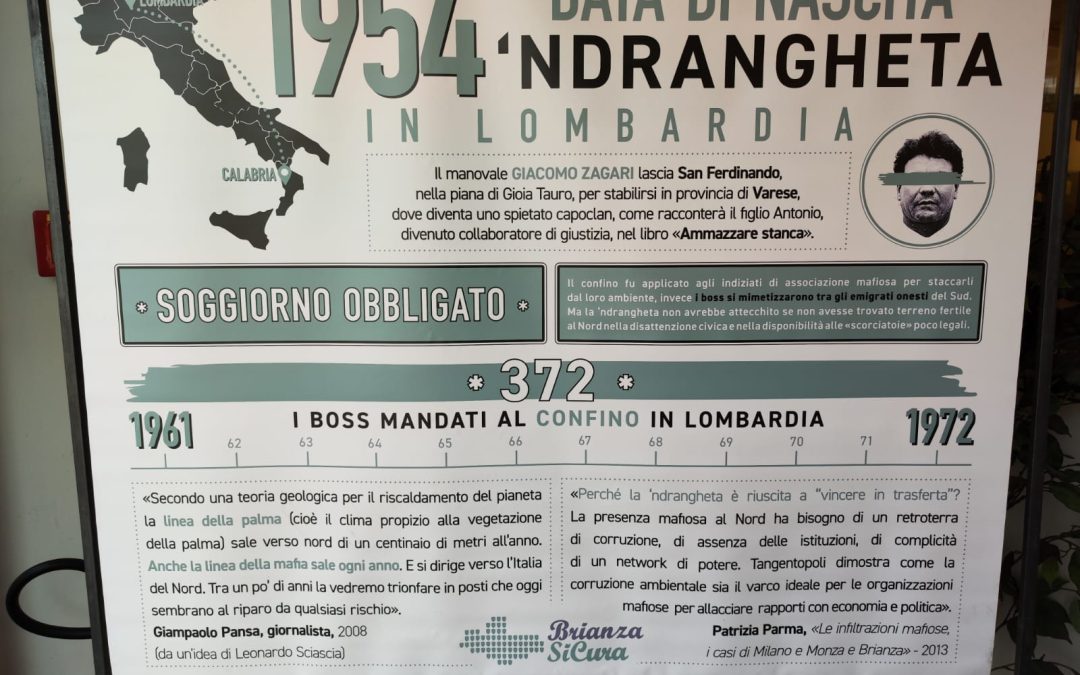 LOMBARDIA
1954
DATA DI NASCITA
'NDRANGHETA
IN LOMBARDIA
CALABRIA
Il manovale GIACOMO ZAGARI lascia San Ferdinando,
nella piana di Gioia Tauro, per stabilirsi in provincia di Varese,
dove diventa uno spietato capoclan, come racconterà il figlio Antonio,
divenuto collaboratore di giustizia, nel libro «Ammazzare stanca».
* SOGGIORNO OBBLIGATO *
Il confino fu applicato agli indiziati di associazione mafiosa per staccarli
dal loro ambiente, invece i boss si mimetizzarono tra gli emigrati onesti del Sud.
Ma la 'ndrangheta non avrebbe attecchito se non avesse trovato terreno fertile
al Nord nella disattenzione civica e nella disponibilità alle «scorciatoie» poco legali.
* 372 *
I BOSS MANDATI AL CONFINO IN LOMBARDIA
1961 62 63 64 65 66 67 68 69 70 71 1972
«Secondo una teoria geologica per il riscaldamento del pianeta
la linea della palma (cioè il clima propizio alla vegetazione
della palma) sale verso nord di un centinaio di metri all'anno.
Anche la linea della mafia sale ogni anno. E si dirige verso l'Italia
del Nord. Tra un po' di anni la vedremo trionfare in posti che oggi
sembrano al riparo da qualsiasi rischio».
Giampaolo Pansa, giornalista, 2008
(da un'idea di Leonardo Sciascia)
«Perché la 'ndrangheta è riuscita a "vincere in trasferta"?
La presenza mafiosa al Nord ha bisogno di un retroterra
di corruzione, di assenza delle istituzioni, di complicità
di un network di potere. Tangentopoli dimostra come la
corruzione ambientale sia il varco ideale per le organizzazioni
mafiose per allacciare rapporti con economia e politica».
Patrizia Parma, «Le infiltrazioni mafiose,
i casi di Milano e Monza e Brianza» - 2013
Brianza
SiCura